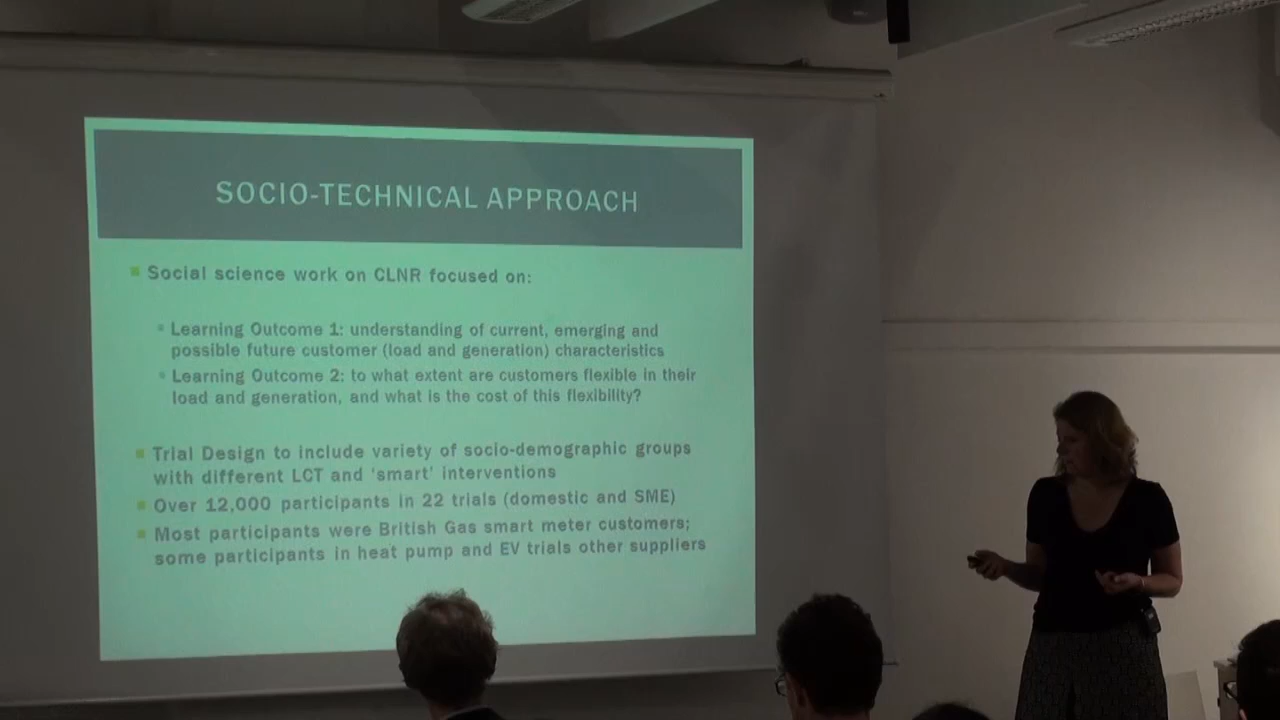 SOCIO-TECHNICAL APPROACH
Social science work on CLNR focused on:
Learning Outcome 1: understanding of current, emerging and
possible future customer (load and generation) characteristics
Learning Outcome 2: to what extent are customers flexible in their
load and generation, and what is the cost of this flexibility?
Trial Design to include variety of socio-demographic groups
with different LCT and 'smart' interventions
Over 12,000 participants in 22 trials (domestic and SME)
Most participants were British Gas smart meter customers;
some participants in heat pump and EV trials other suppliers